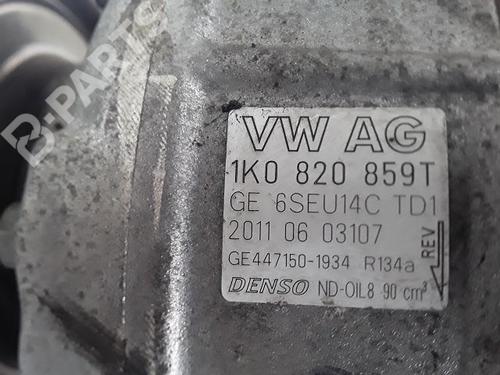 B-PARTS
VW AG
1K0 820 859T
GE 6SEU14C TD1
2011 06 03107
GE447150-1934 R134a
DENSO ND-OIL8 90 cm³
REV